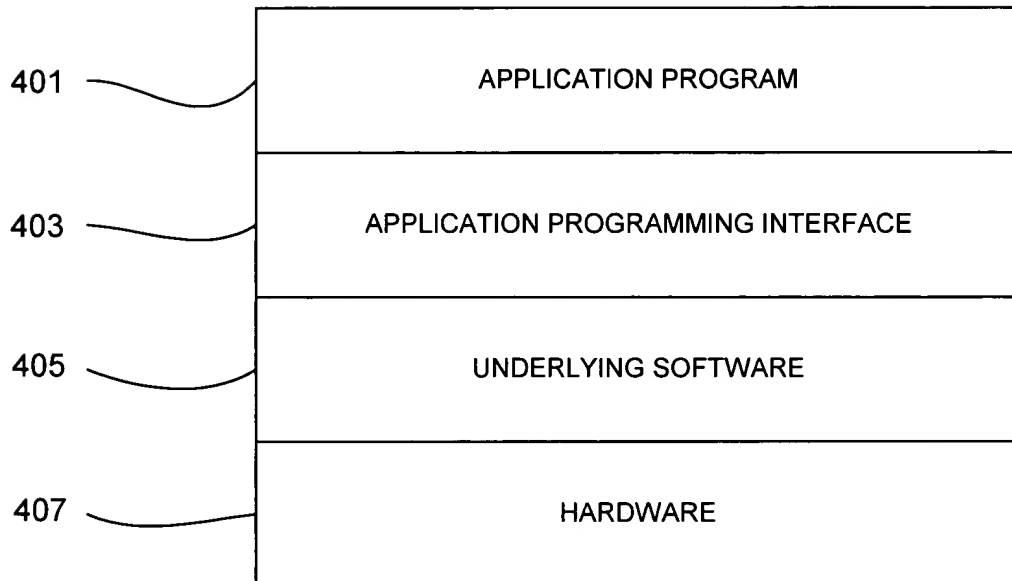 401 APPLICATION PROGRAM
403 APPLICATION PROGRAMMING INTERFACE
405 UNDERLYING SOFTWARE
407 HARDWARE